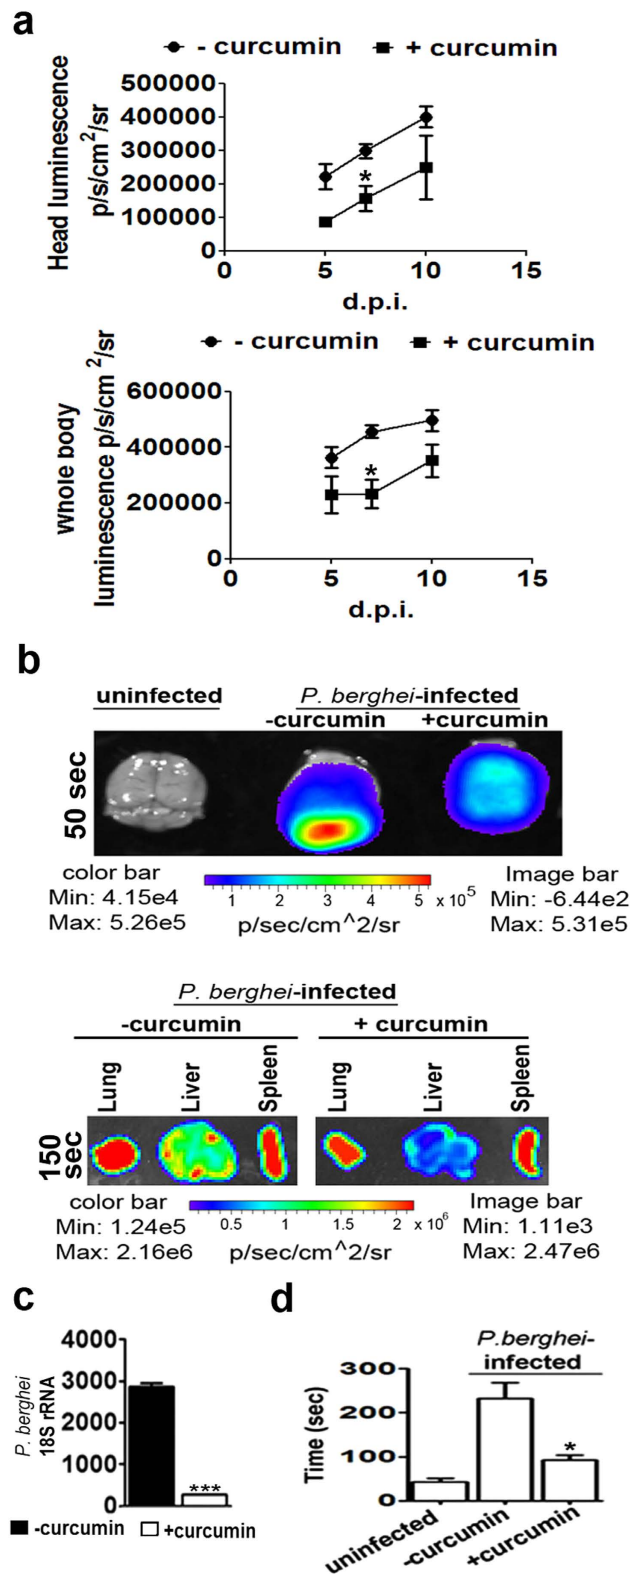 a
- curcumin + curcumin
Head luminescence
p/s/cm²/sr
500000
400000
300000
200000
100000
0
0 5 10 15
d.p.i.
- curcumin + curcumin
Whole body
luminescence p/s/cm²/sr
600000
400000
200000
0
0 5 10 15
d.p.i.
*
*
b
uninfected
P. berghei-infected
-curcumin +curcumin
50 sec
color bar
Min: 4.15e4
Max: 5.26e5
1 2 3 4 5 x 10⁵
p/sec/cm^2/sr
Image bar
Min: -6.44e2
Max: 5.31e5
P. berghei-infected
-curcumin + curcumin
Lung Liver Spleen Lung Liver Spleen
150 sec
color bar
Min: 1.24e5
Max: 2.16e6
0.5 1 1.5 2 x 10⁶
p/sec/cm^2/sr
Image bar
Min: 1.11e3
Max: 2.47e6
c
P. berghei
18S rRNA
4000
3000
2000
1000
0
***
-curcumin +curcumin
d
P.berghei-
infected
Time (sec)
300
200
100
0
*
uninfected
-curcumin
+curcumin